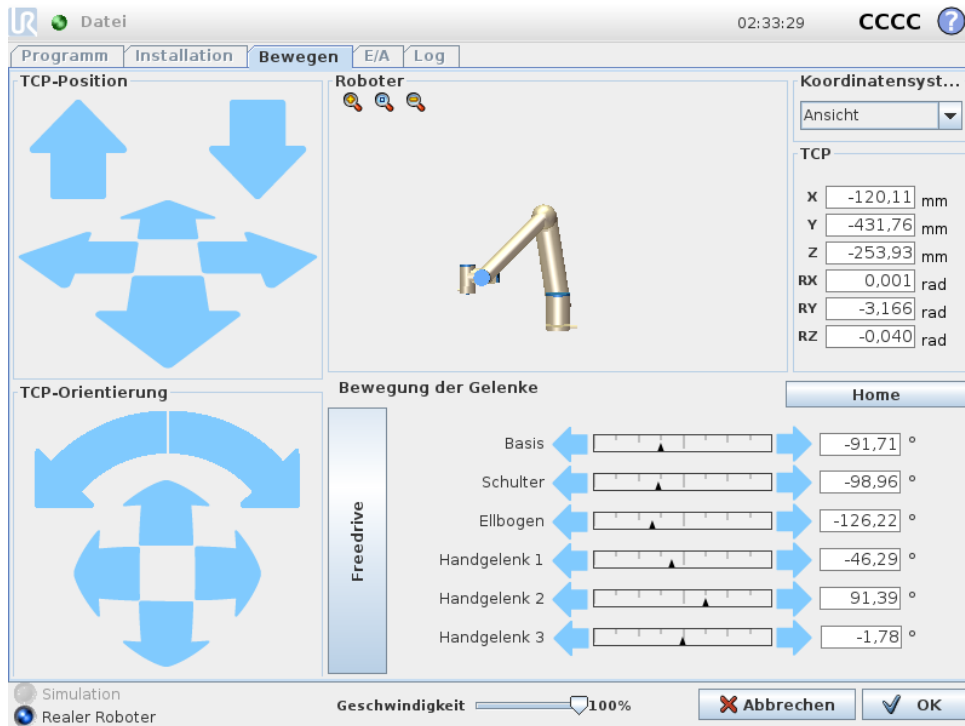 UR Datei 02:33:29 CCCC ?
Programm Installation Bewegen E/A Log
TCP-Position
Roboter
Koordinatensyst...
Ansicht
TCP
X -120,11 mm
Y -431,76 mm
Z -253,93 mm
RX 0,001 rad
RY -3,166 rad
RZ -0,040 rad
TCP-Orientierung
Bewegung der Gelenke
Home
Freedrive
Basis -91,71 °
Schulter -98,96 °
Ellbogen -126,22 °
Handgelenk 1 -46,29 °
Handgelenk 2 91,39 °
Handgelenk 3 -1,78 °
Simulation
Realer Roboter
Geschwindigkeit 100%
Abbrechen
OK